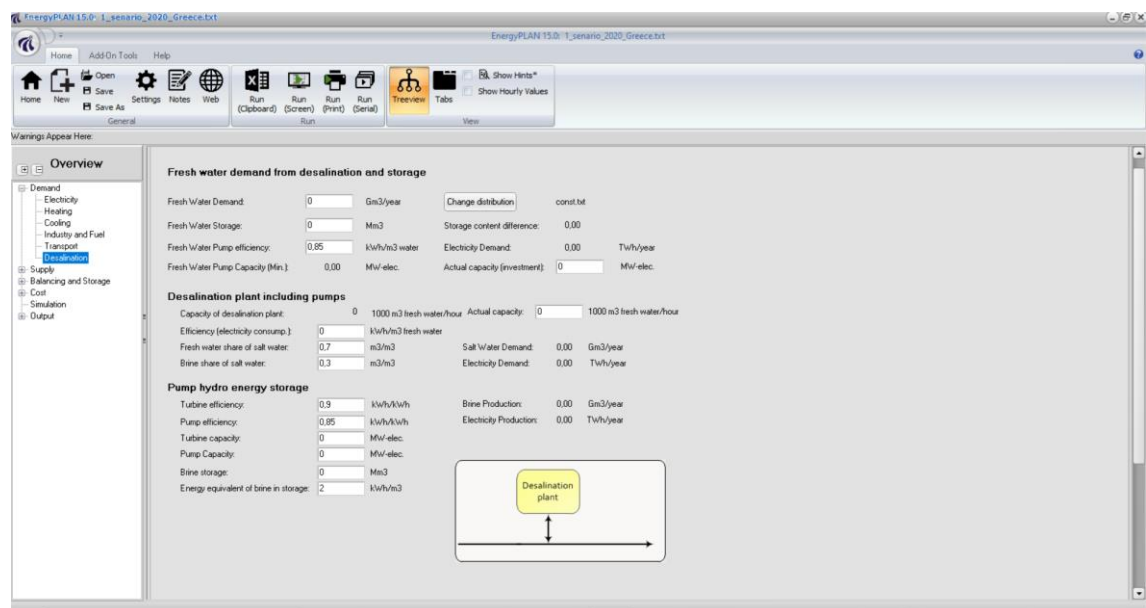 EnergyPLAN 15.0: 1_senario_2020_Greece.txt
EnergyPLAN 15.0: 1_senario_2020_Greece.txt
Home Add-On Tools Help
Home New Open Save Save As Settings Notes Web Run (Clipboard) Run (Screen) Run (Print) Run (Serial) Treeview Tabs Show Hints* Show Hourly Values
General Run View
Warnings Appear Here:
Overview
Demand
Electricity
Heating
Cooling
Industry and Fuel
Transport
Desalination
Supply
Balancing and Storage
Cost
Simulation
Output
Fresh water demand from desalination and storage
Fresh Water Demand: 0 Gm3/year Change distribution const.txt
Fresh Water Storage: 0 Mm3 Storage content difference: 0,00
Fresh Water Pump efficiency: 0,85 kWh/m3 water Electricity Demand: 0,00 TWh/year
Fresh Water Pump Capacity (Min.): 0,00 MW-elec. Actual capacity (investment): 0 MW-elec.
Desalination plant including pumps
Capacity of desalination plant: 0 1000 m3 fresh water/hour Actual capacity: 0 1000 m3 fresh water/hour
Efficiency (electricity consump.): 0 kWh/m3 fresh water
Fresh water share of salt water: 0,7 m3/m3 Salt Water Demand: 0,00 Gm3/year
Brine share of salt water: 0,3 m3/m3 Electricity Demand: 0,00 TWh/year
Pump hydro energy storage
Turbine efficiency: 0,9 kWh/kWh Brine Production: 0,00 Gm3/year
Pump efficiency: 0,85 kWh/kWh Electricity Production: 0,00 TWh/year
Turbine capacity: 0 MW-elec.
Pump Capacity: 0 MW-elec.
Brine storage: 0 Mm3
Energy equivalent of brine in storage: 2 kWh/m3
Desalination
plant